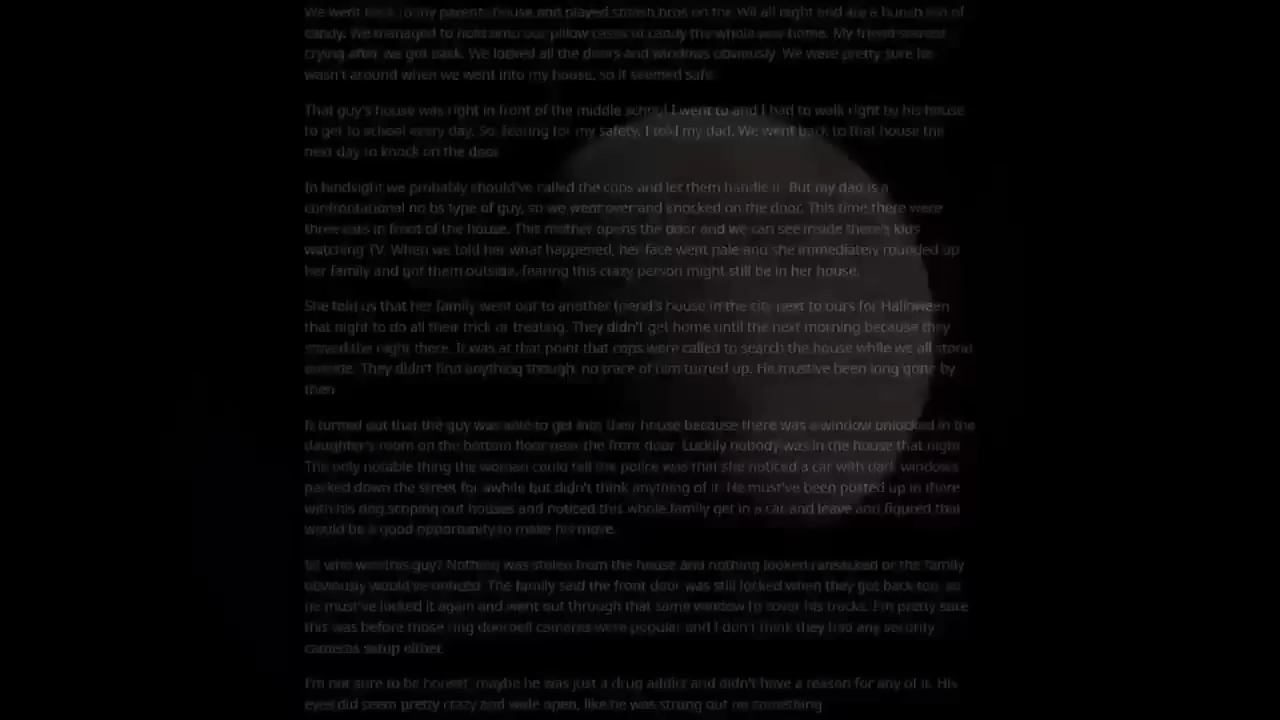 We went back to my parents house and played smash bros on the Wii all night and ate a bunch ton of
candy. We managed to hold onto our pillow cases of candy the whole way home. My friend started
crying after we got back. We locked all the doors and windows obviously. We were pretty sure he
wasn't around when we went into my house, so it seemed safe.
That guy's house was right in front of the middle school I went to and I had to walk right by his house
to get to school every day. So, fearing for my safety, I told my dad. We went back to that house the
next day to knock on the door.
In hindsight we probably should've called the cops and let them handle it. But my dad is a
confrontational no bs type of guy, so we went over and knocked on the door. This time there were
three cars in front of the house. This mother opens the door and we can see inside there's kids
watching TV. When we told her what happened, her face went pale and she immediately rounded up
her family and got them outside, fearing this crazy person might still be in her house.
She told us that her family went out to another friend's house in the city next to ours for Halloween
that night to do all their trick or treating. They didn't get home until the next morning because they
stayed the night there. It was at that point that cops were called to search the house while we all stood
outside. They didn't find anything though, no trace of him turned up. He must've been long gone by
then.
It turned out that the guy was able to get into their house because there was a window unlocked in the
daughter's room on the bottom floor near the front door. Luckily nobody was in the house that night.
The only notable thing the woman could tell the police was that she noticed a car with dark windows
parked down the street for awhile but didn't think anything of it. He must've been posted up in there
with his dog scoping out houses and noticed this whole family get in a car and leave and figured that
would be a good opportunity to make his move.
So who was this guy? Nothing was stolen from the house and nothing looked ransacked or the family
obviously would've noticed. The family said the front door was still locked when they got back too, so
he must've locked it again and went out through that same window to cover his tracks. I'm pretty sure
this was before those ring doorbell cameras were popular and I don't think they had any security
cameras setup either.
I'm not sure to be honest, maybe he was just a drug addict and didn't have a reason for any of it. His
eyes did seem pretty crazy and wide open, like he was strung out on something.